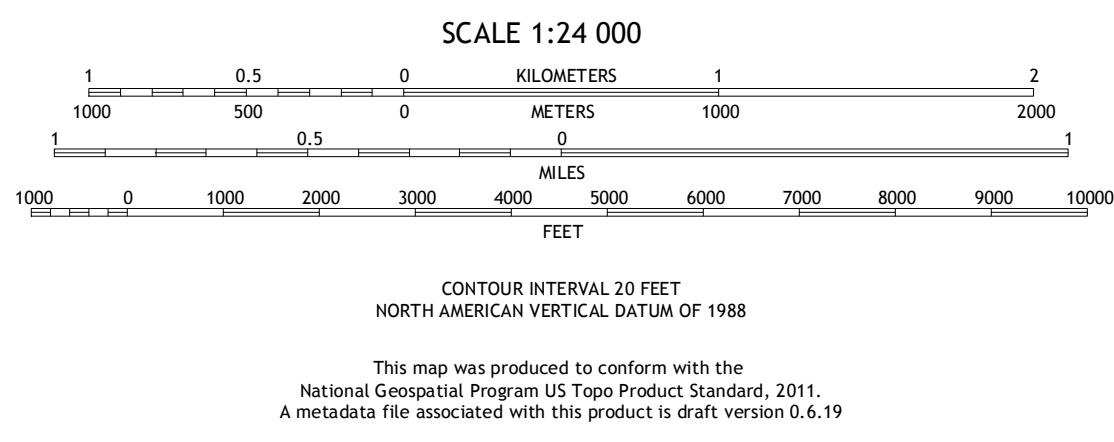 SCALE 1:24 000
1 0.5 0 KILOMETERS 1 2
1000 500 0 METERS 1000 2000
1 0.5 0 1
MILES
1000 0 1000 2000 3000 4000 5000 6000 7000 8000 9000 10000
FEET
CONTOUR INTERVAL 20 FEET
NORTH AMERICAN VERTICAL DATUM OF 1988
This map was produced to conform with the
National Geospatial Program US Topo Product Standard, 2011.
A metadata file associated with this product is draft version 0.6.19